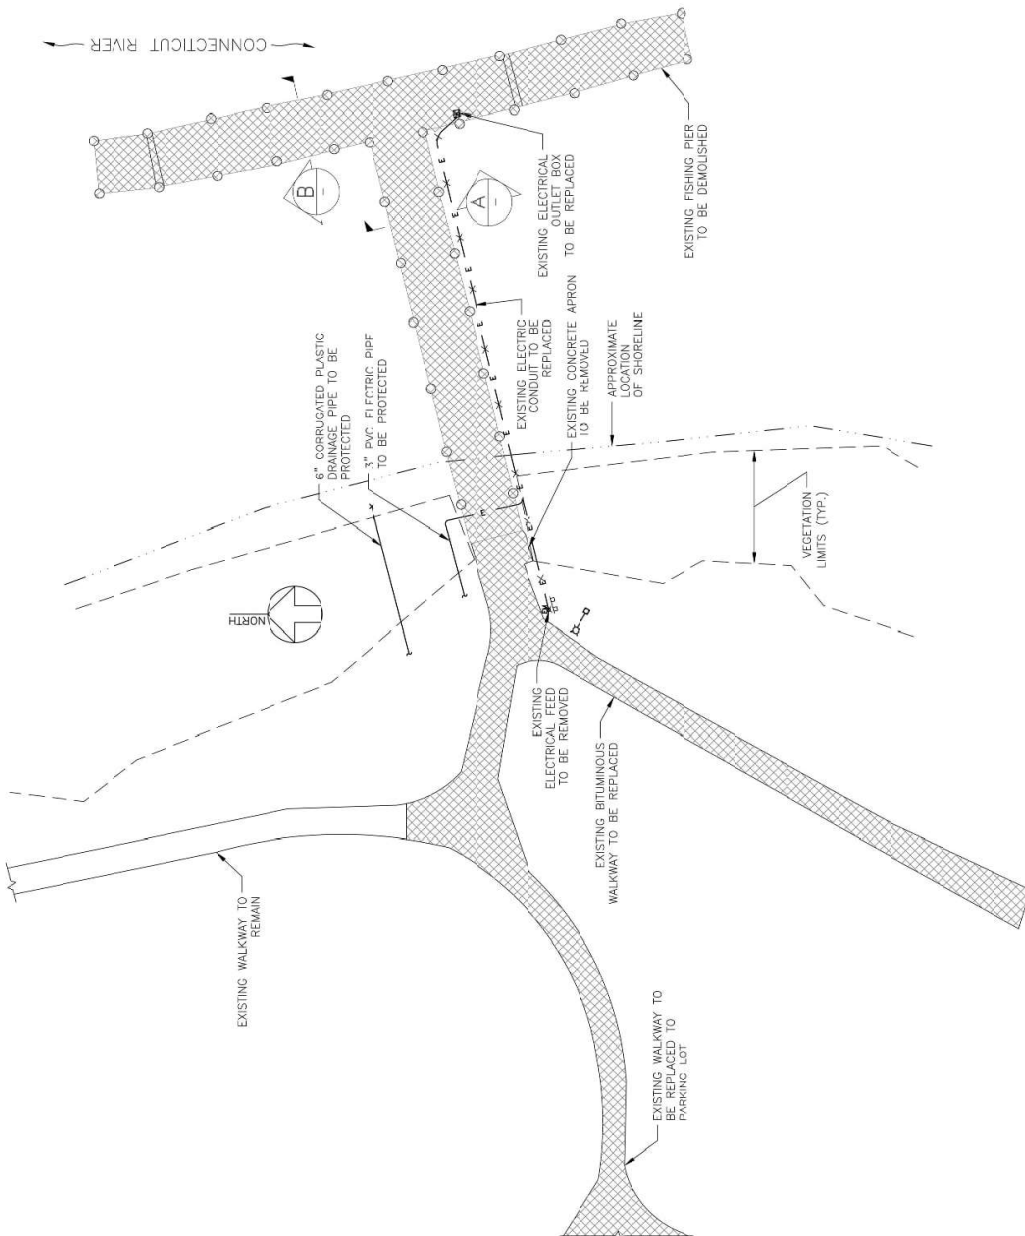 CONNECTICUT RIVER
B
-
A
-
EXISTING ELECTRICAL
OUTLET BOX
TO BE REPLACED
EXISTING FISHING PIER
TO BE DEMOLISHED
6" CORRUGATED PLASTIC
DRAINAGE PIPE TO BE
PROTECTED
3" PVC ELECTRIC PIPE
TO BE PROTECTED
EXISTING ELECTRIC
CONDUIT TO BE
REPLACED
EXISTING CONCRETE APRON
TO BE REMOVED
APPROXIMATE
LOCATION
OF SHORELINE
VEGETATION
LIMITS (TYP.)
NORTH
EXISTING
ELECTRICAL FEED
TO BE REMOVED
EXISTING BITUMINOUS
WALKWAY TO BE REPLACED
EXISTING WALKWAY TO
REMAIN
EXISTING WALKWAY TO
BE REPLACED TO
PARKING LOT
E
E
E
E
E
E
E
E
E
E
E